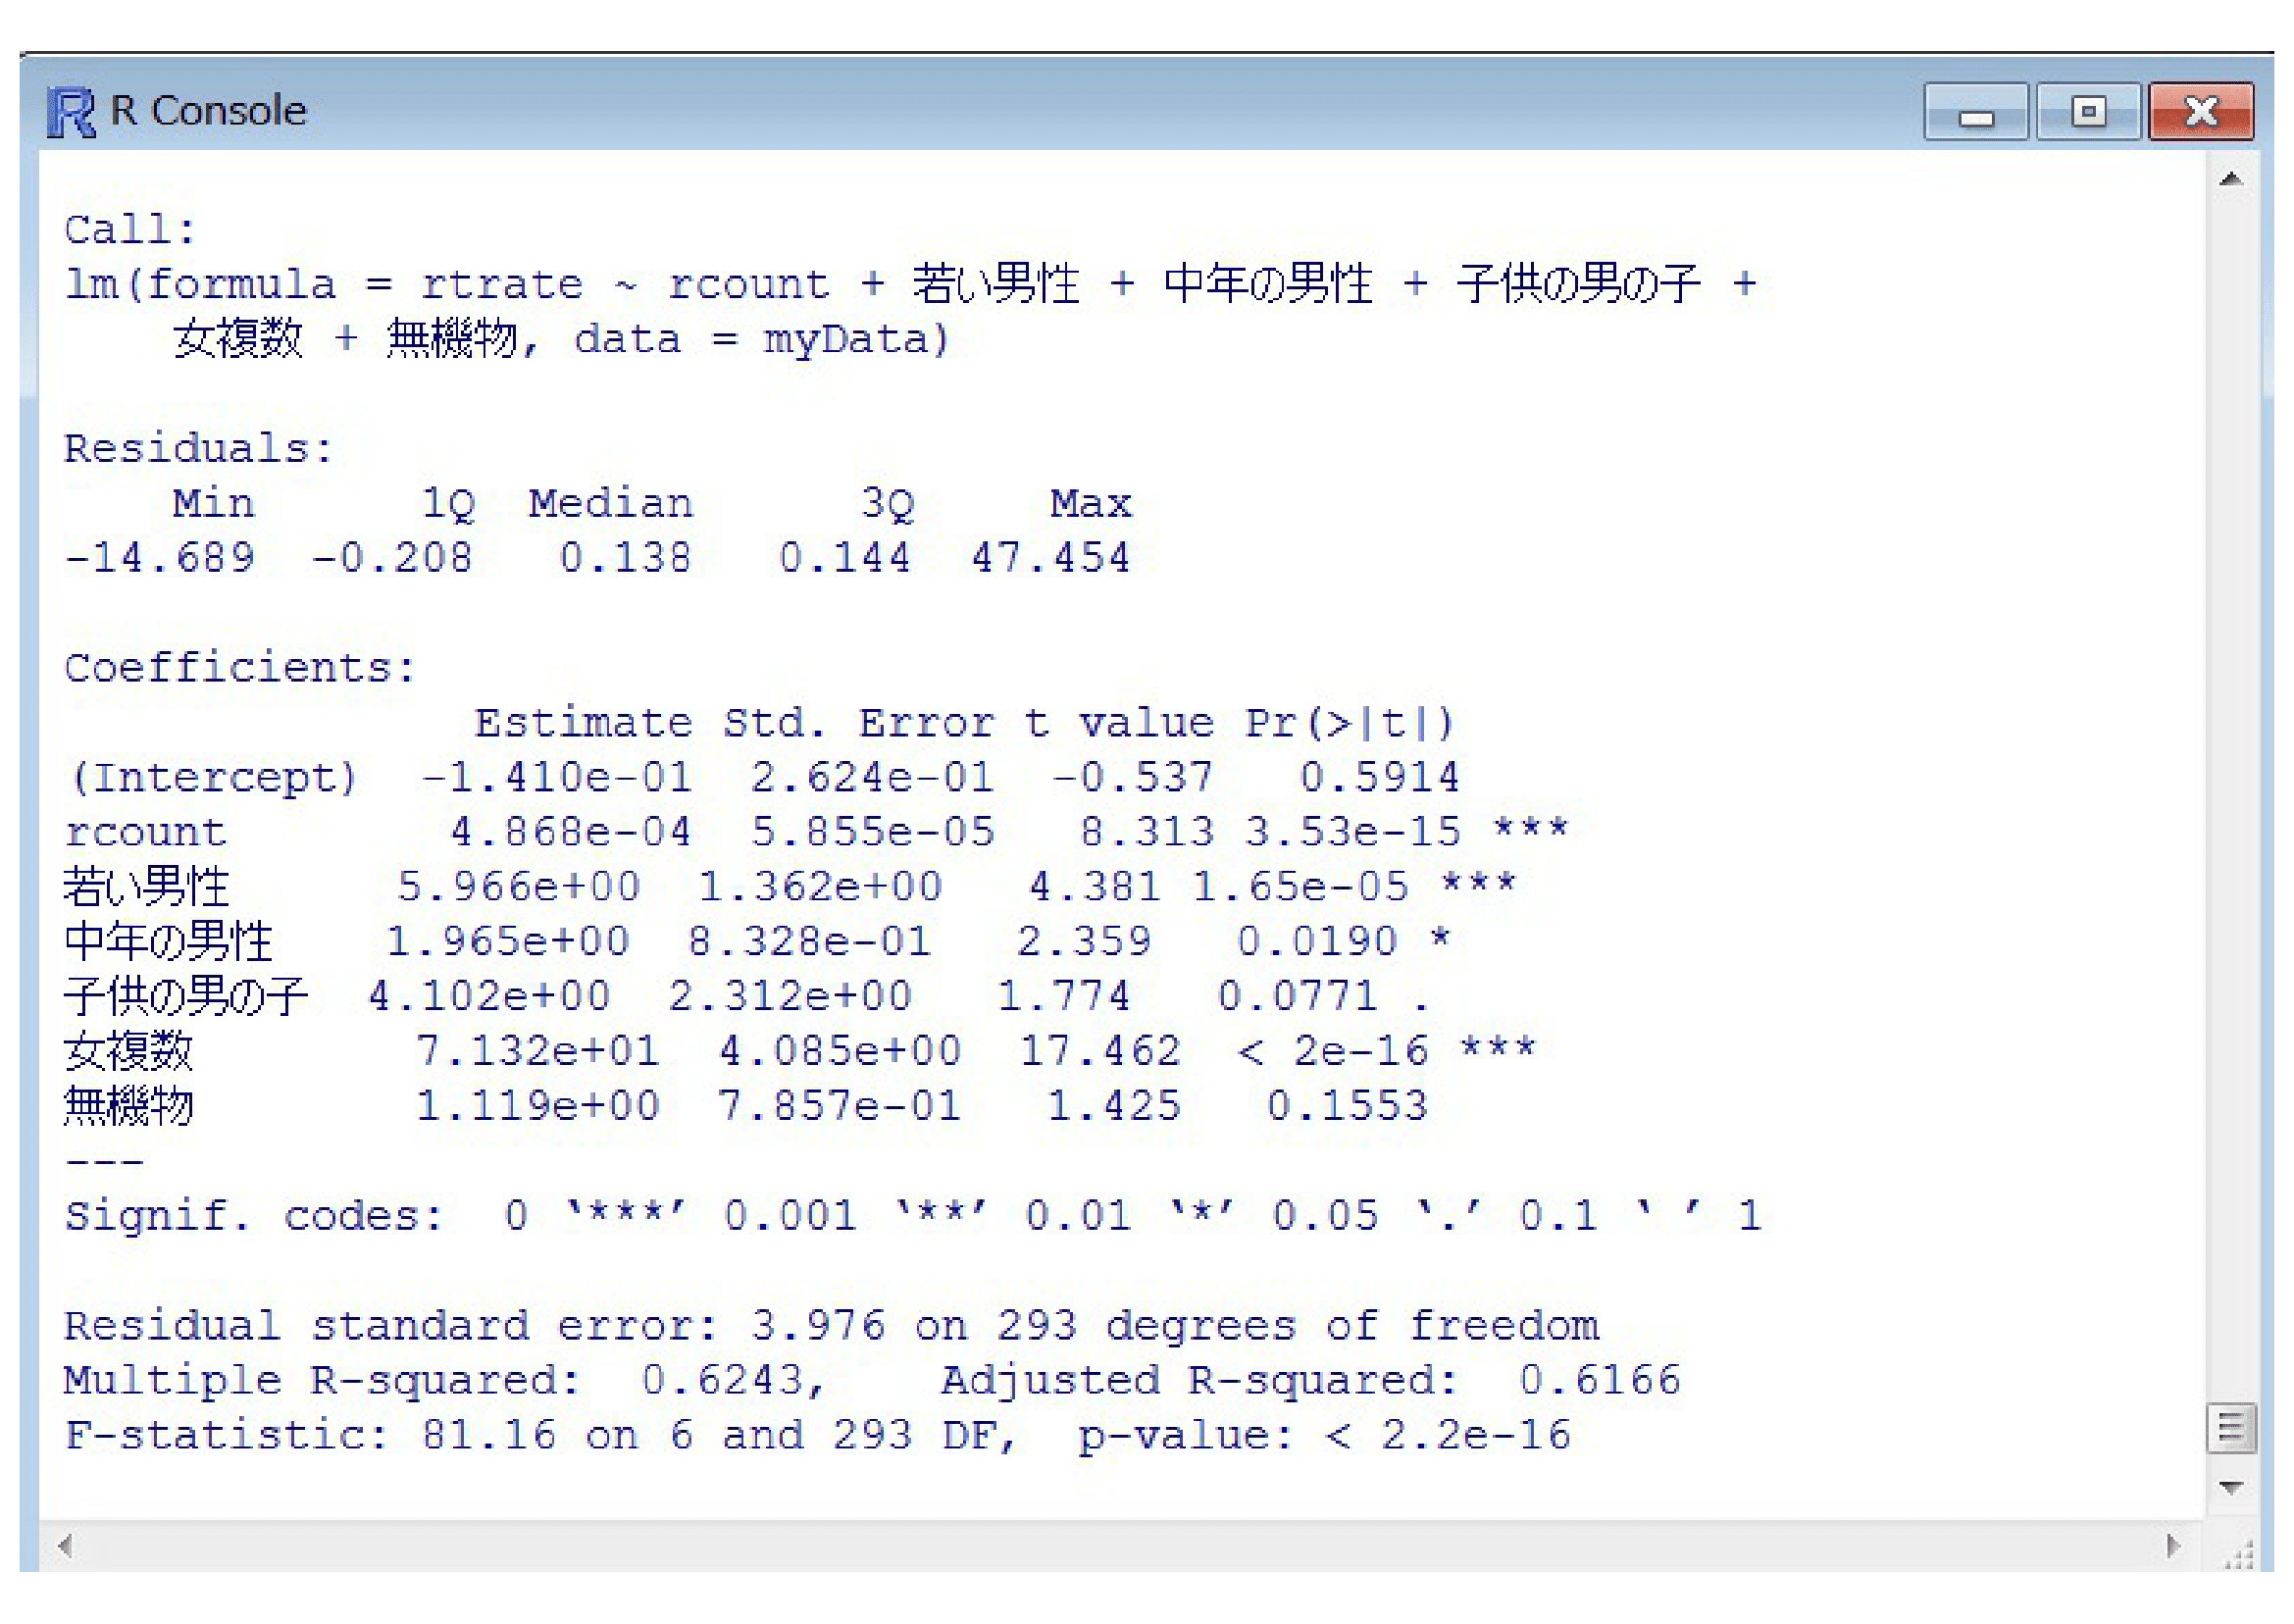 R Console
Call:
lm(formula = rtrate ~ rcount + 若い男性 + 中年の男性 + 子供の男の子 +
女複数 + 無機物, data = myData)
Residuals:
Min 1Q Median 3Q Max
-14.689 -0.208 0.138 0.144 47.454
Coefficients:
Estimate Std. Error t value Pr(>|t|)
(Intercept) -1.410e-01 2.624e-01 -0.537 0.5914
rcount 4.868e-04 5.855e-05 8.313 3.53e-15 ***
若い男性 5.966e+00 1.362e+00 4.381 1.65e-05 ***
中年の男性 1.965e+00 8.328e-01 2.359 0.0190 *
子供の男の子 4.102e+00 2.312e+00 1.774 0.0771 .
女複数 7.132e+01 4.085e+00 17.462 < 2e-16 ***
無機物 1.119e+00 7.857e-01 1.425 0.1553
---
Signif. codes: 0 ‘***’ 0.001 ‘**’ 0.01 ‘*’ 0.05 ‘.’ 0.1 ‘ ’ 1
Residual standard error: 3.976 on 293 degrees of freedom
Multiple R-squared: 0.6243, Adjusted R-squared: 0.6166
F-statistic: 81.16 on 6 and 293 DF, p-value: < 2.2e-16